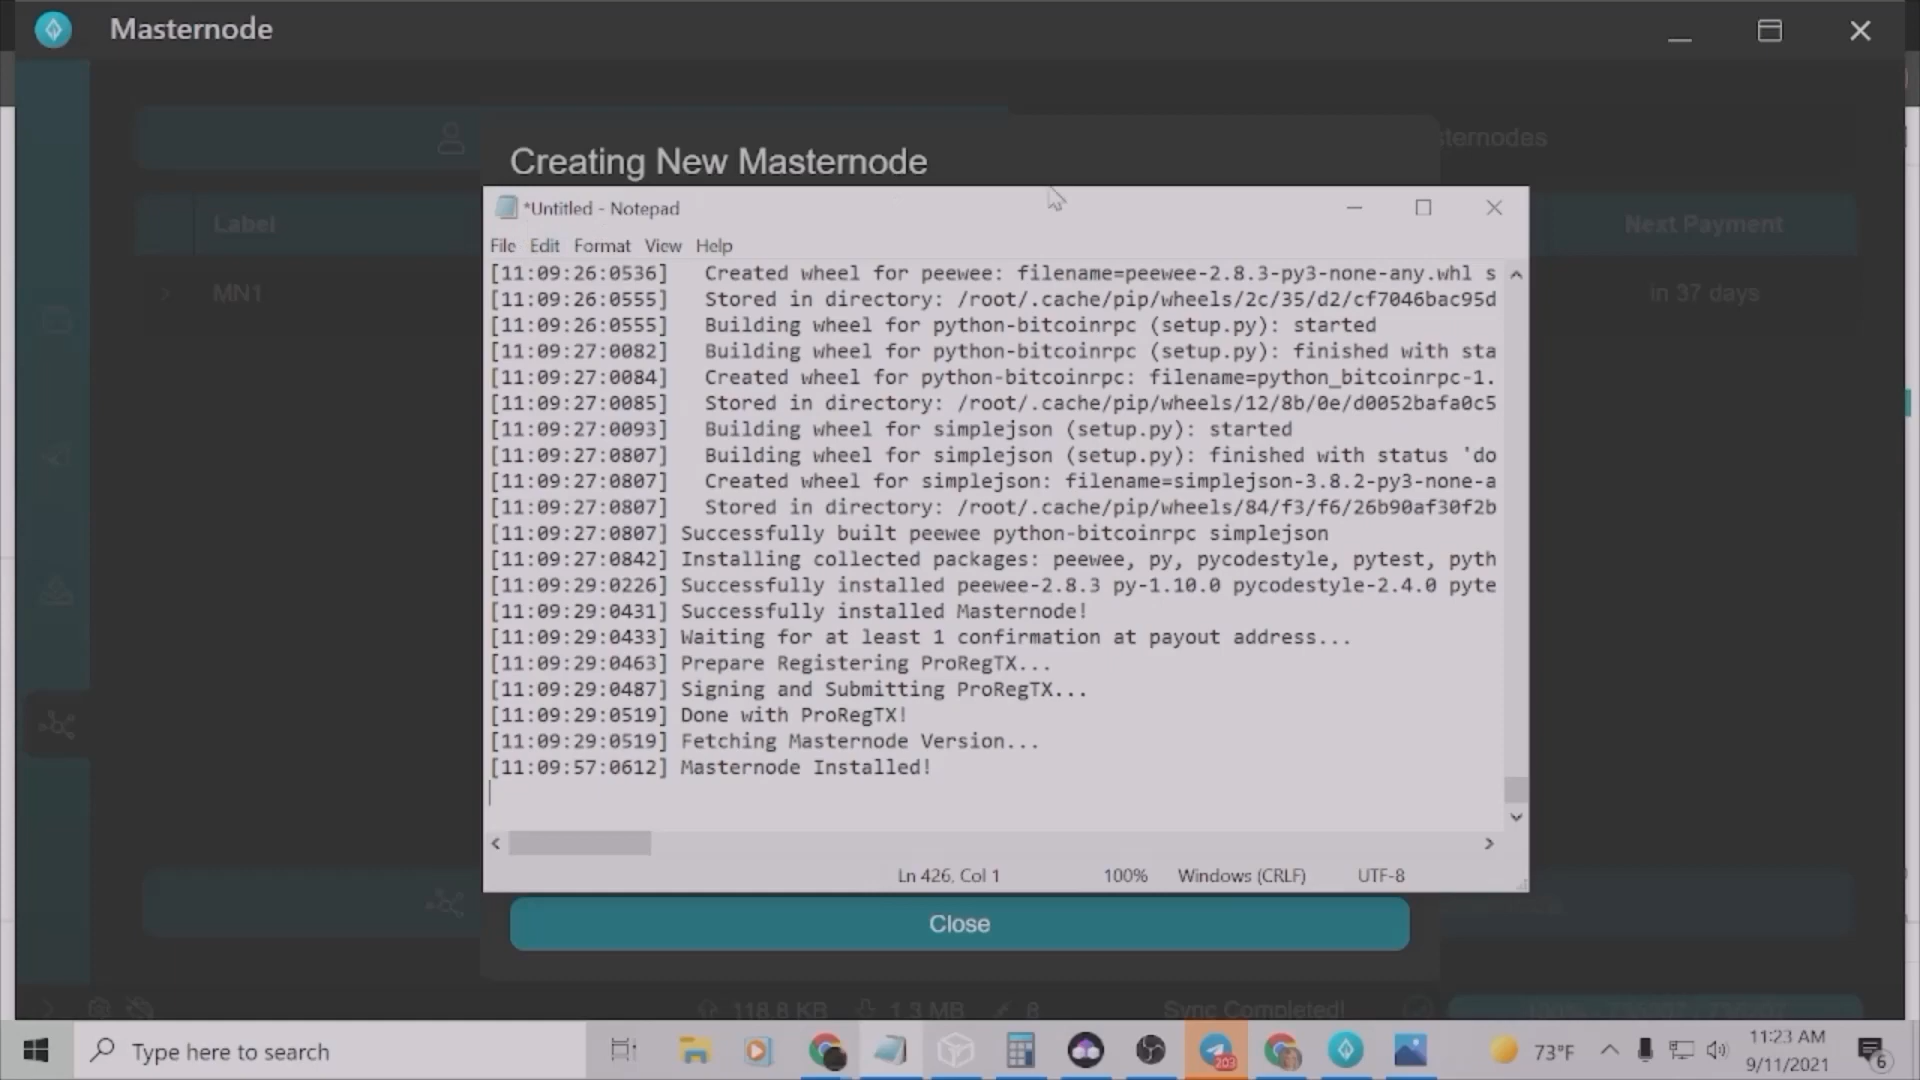 Masternode
sternodes
Creating New Masternode
*Untitled - Notepad
Label
Next Payment
File Edit Format View Help
MN1
in 37 days
[11:09:26:0536] Created wheel for peewee: filename=peewee-2.8.3-py3-none-any.whl s
[11:09:26:0555] Stored in directory: /root/.cache/pip/wheels/2c/35/d2/cf7046bac95d
[11:09:26:0555] Building wheel for python-bitcoinrpc (setup.py): started
[11:09:27:0082] Building wheel for python-bitcoinrpc (setup.py): finished with sta
[11:09:27:0084] Created wheel for python-bitcoinrpc: filename=python_bitcoinrpc-1.
[11:09:27:0085] Stored in directory: /root/.cache/pip/wheels/12/8b/0e/d0052bafa0c5
[11:09:27:0093] Building wheel for simplejson (setup.py): started
[11:09:27:0807] Building wheel for simplejson (setup.py): finished with status 'do
[11:09:27:0807] Created wheel for simplejson: filename=simplejson-3.8.2-py3-none-a
[11:09:27:0807] Stored in directory: /root/.cache/pip/wheels/84/f3/f6/26b90af30f2b
[11:09:27:0807] Successfully built peewee python-bitcoinrpc simplejson
[11:09:27:0842] Installing collected packages: peewee, py, pycodestyle, pytest, pyth
[11:09:29:0226] Successfully installed peewee-2.8.3 py-1.10.0 pycodestyle-2.4.0 pyte
[11:09:29:0431] Successfully installed Masternode!
[11:09:29:0433] Waiting for at least 1 confirmation at payout address...
[11:09:29:0463] Prepare Registering ProRegTX...
[11:09:29:0487] Signing and Submitting ProRegTX...
[11:09:29:0519] Done with ProRegTX!
[11:09:29:0519] Fetching Masternode Version...
[11:09:57:0612] Masternode Installed!
Ln 426, Col 1 100% Windows (CRLF) UTF-8
Close
118.8 KB 1.3 MB 8 Sync Completed!
Type here to search
203
73°F
11:23 AM
9/11/2021
6